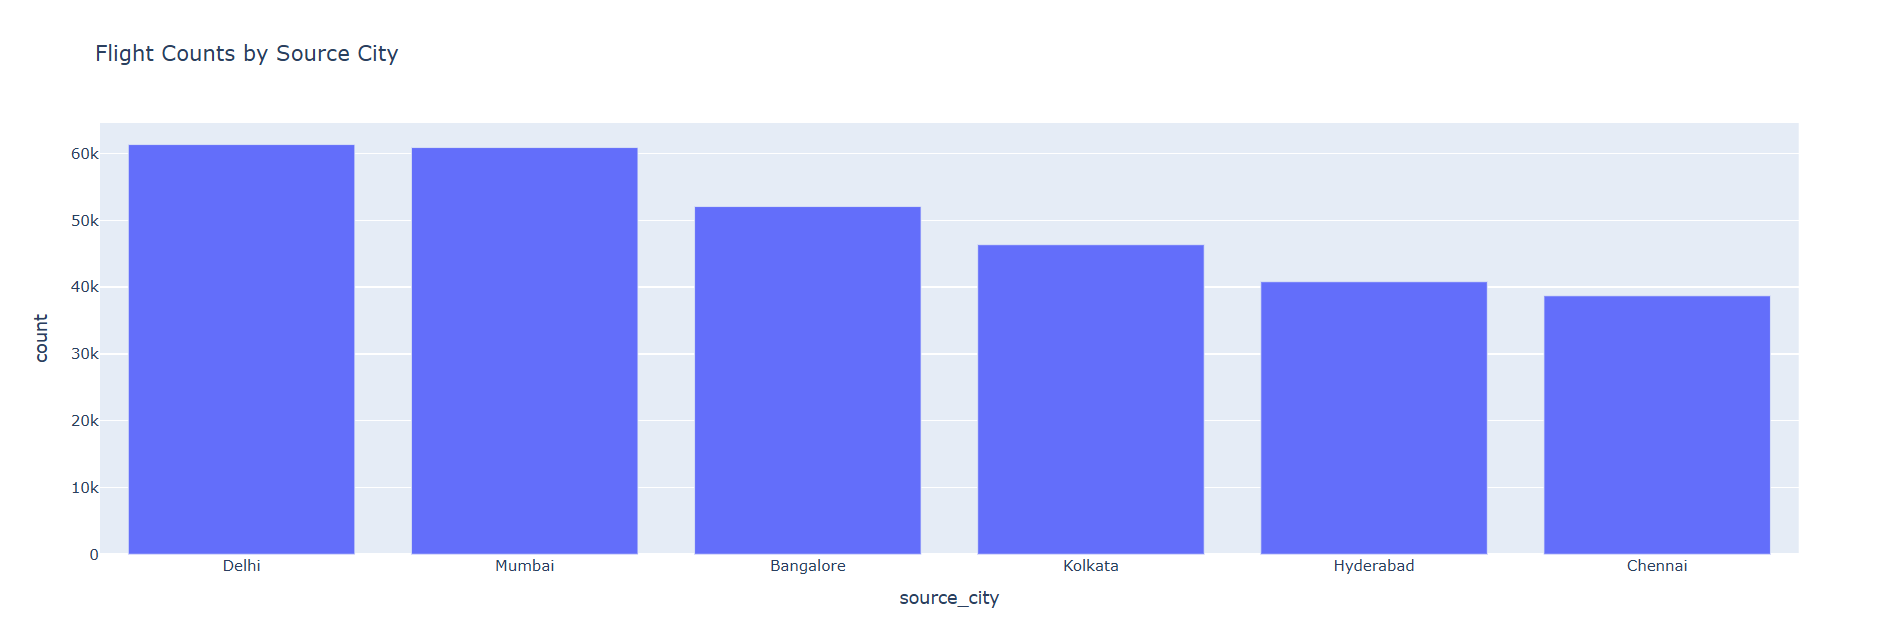 Flight Counts by Source City
60k
50k
40k
30k
20k
10k
0
count
Delhi Mumbai Bangalore Kolkata Hyderabad Chennai
source_city